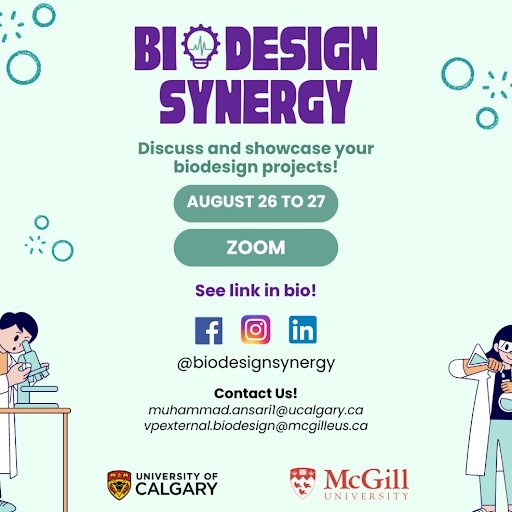 BIODESIGN
SYNERGY
Discuss and showcase your
biodesign projects!
AUGUST 26 TO 27
ZOOM
See link in bio!
@biodesignsynergy
Contact Us!
muhammad.ansari1@ucalgary.ca
vpexternal.biodesign@mcgilleus.ca
UNIVERSITY OF
CALGARY
McGill
UNIVERSITY